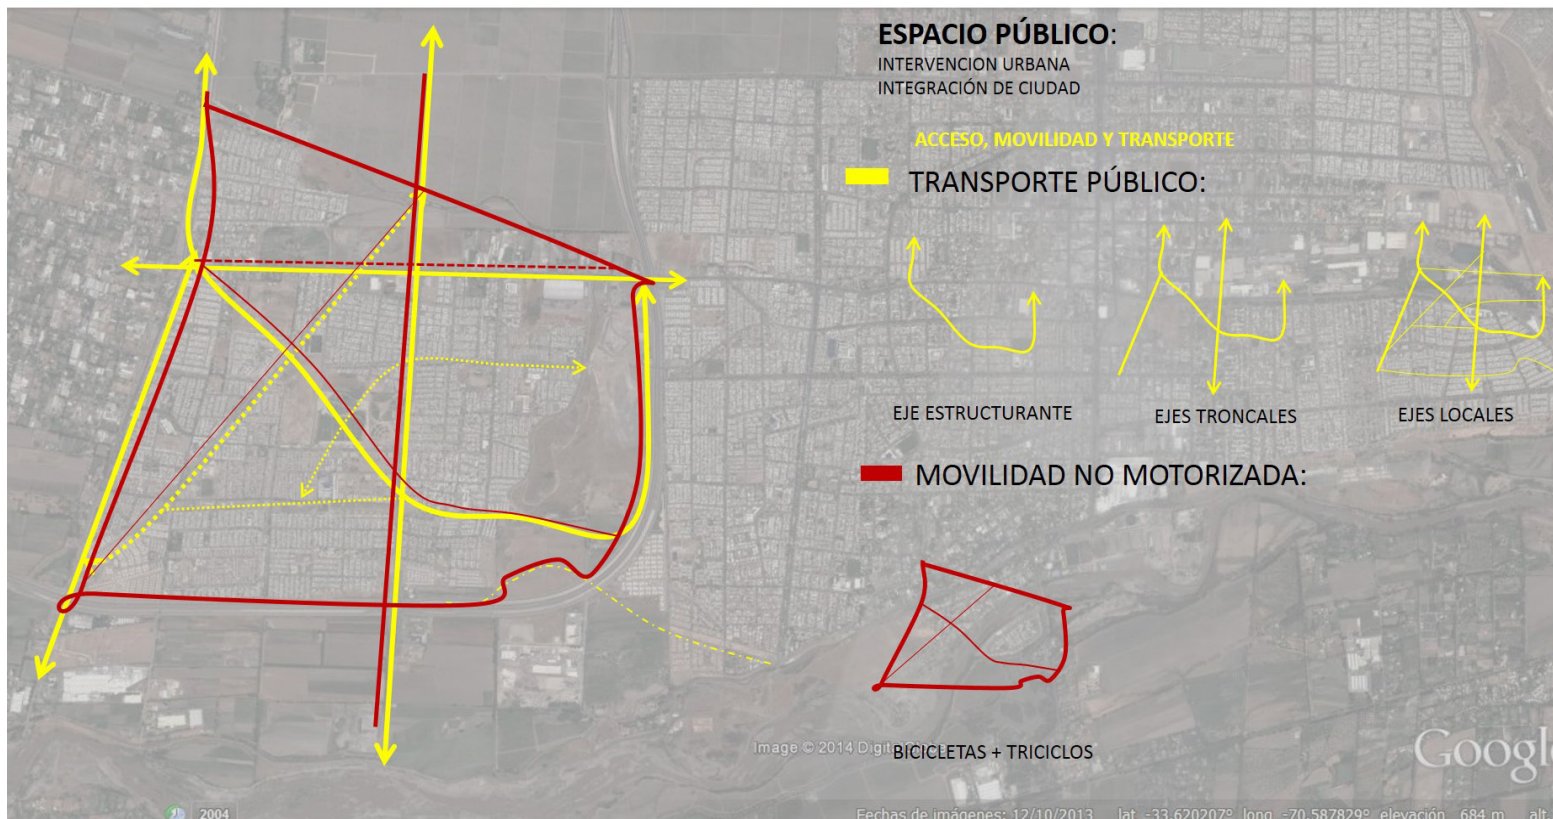 ESPACIO PÚBLICO:
INTERVENCION URBANA
INTEGRACIÓN DE CIUDAD
ACCESO, MOVILIDAD Y TRANSPORTE
TRANSPORTE PÚBLICO:
EJE ESTRUCTURANTE
EJES TRONCALES
EJES LOCALES
MOVILIDAD NO MOTORIZADA:
BICICLETAS + TRICICLOS
Image © 2014 Digit
Google
2004
Fechas de imágenes: 12/10/2013 lat -33.620207° long -70.587829° elevación 684 m alt